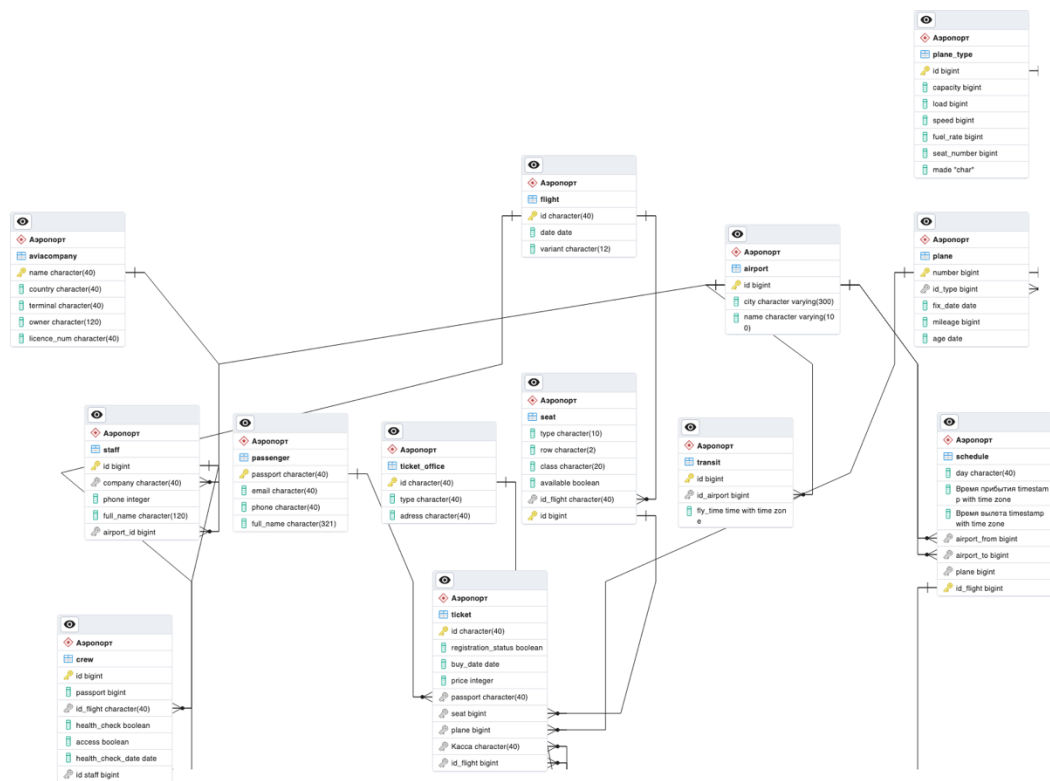 Аэропорт
plane_type
id bigint
capacity bigint
load bigint
speed bigint
fuel_rate bigint
seat_number bigint
made "char"
Аэропорт
flight
id character(40)
date date
variant character(12)
Аэропорт
aviacompany
name character(40)
country character(40)
terminal character(40)
owner character(120)
licence_num character(40)
Аэропорт
airport
id bigint
city character varying(300)
name character varying(10
0)
Аэропорт
plane
number bigint
id_type bigint
fix_date date
mileage bigint
age date
Аэропорт
staff
id bigint
company character(40)
phone integer
full_name character(120)
airport_id bigint
Аэропорт
passenger
passport character(40)
email character(40)
phone character(40)
full_name character(321)
Аэропорт
ticket_office
id character(40)
type character(40)
adress character(40)
Аэропорт
seat
type character(10)
row character(2)
class character(20)
available boolean
id_flight character(40)
id bigint
Аэропорт
transit
id bigint
id_airport bigint
fly_time time with time zon
e
Аэропорт
schedule
day character(40)
Время прибытия timestam
p with time zone
Время вылета timestamp
with time zone
airport_from bigint
airport_to bigint
plane bigint
id_flight bigint
Аэропорт
ticket
id character(40)
registration_status boolean
buy_date date
price integer
passport character(40)
seat bigint
plane bigint
Касса character(40)
id_flight bigint
Аэропорт
crew
id bigint
passport bigint
id_flight character(40)
health_check boolean
access boolean
health_check_date date
id staff bigint